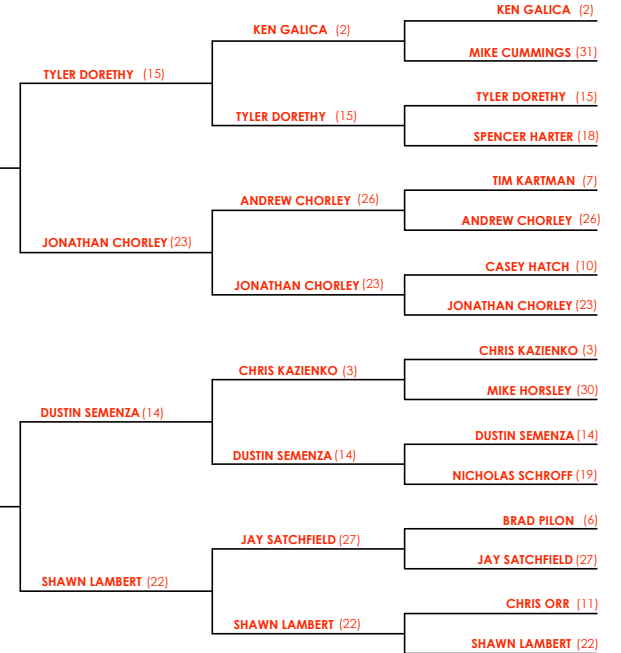 KEN GALICA (2)
KEN GALICA (2)
MIKE CUMMINGS (31)
TYLER DORETHY (15)
TYLER DORETHY (15)
TYLER DORETHY (15)
SPENCER HARTER (18)
TIM KARTMAN (7)
ANDREW CHORLEY (26)
ANDREW CHORLEY (26)
JONATHAN CHORLEY (23)
CASEY HATCH (10)
JONATHAN CHORLEY (23)
JONATHAN CHORLEY (23)
CHRIS KAZIENKO (3)
CHRIS KAZIENKO (3)
MIKE HORSLEY (30)
DUSTIN SEMENZA (14)
DUSTIN SEMENZA (14)
DUSTIN SEMENZA (14)
NICHOLAS SCHROFF (19)
BRAD PILON (6)
JAY SATCHFIELD (27)
JAY SATCHFIELD (27)
SHAWN LAMBERT (22)
CHRIS ORR (11)
SHAWN LAMBERT (22)
SHAWN LAMBERT (22)